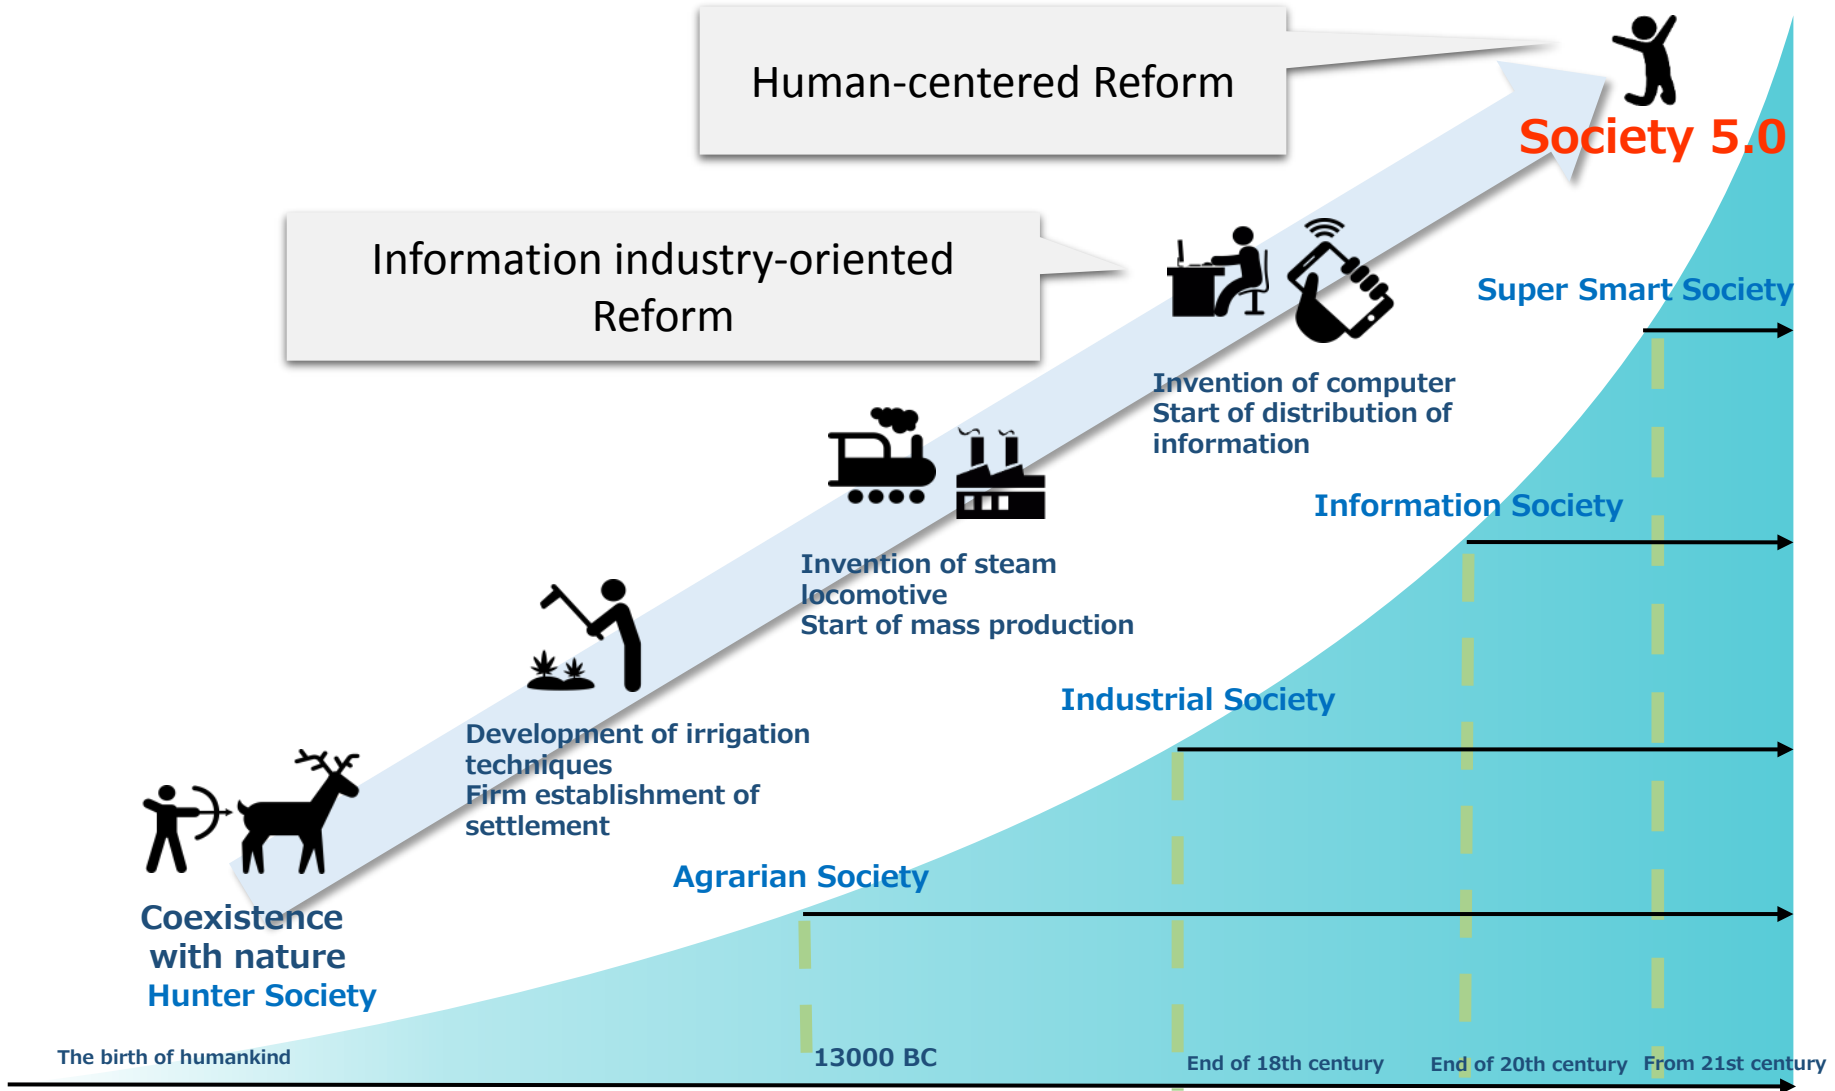 Human-centered Reform
Society 5.0
Information industry-oriented
Reform
Super Smart Society
Invention of computer
Start of distribution of
information
Information Society
Invention of steam
locomotive
Start of mass production
Industrial Society
Development of irrigation
techniques
Firm establishment of
settlement
Agrarian Society
Coexistence
with nature
Hunter Society
The birth of humankind
13000 BC
End of 18th century
End of 20th century
From 21st century